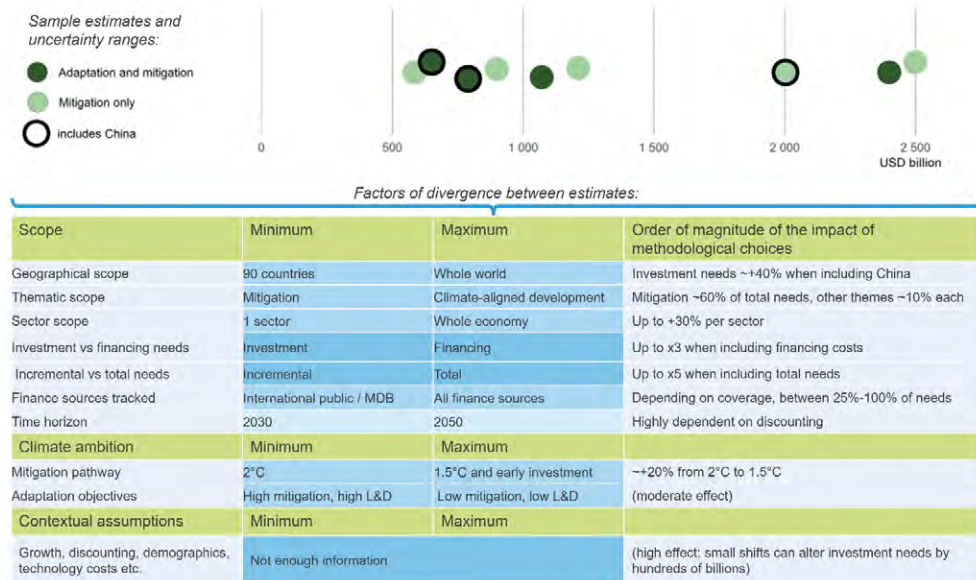 Sample estimates and
uncertainty ranges:
Adaptation and mitigation
Mitigation only
includes China
0 500 1 000 1 500 2 000 2 500
USD billion
Factors of divergence between estimates:
Scope Minimum Maximum Order of magnitude of the impact of
methodological choices
Geographical scope 90 countries Whole world Investment needs ~+40% when including China
Thematic scope Mitigation Climate-aligned development Mitigation ~60% of total needs, other themes ~10% each
Sector scope 1 sector Whole economy Up to +30% per sector
Investment vs financing needs Investment Financing Up to x3 when including financing costs
Incremental vs total needs Incremental Total Up to x5 when including total needs
Finance sources tracked International public / MDB All finance sources Depending on coverage, between 25%-100% of needs
Time horizon 2030 2050 Highly dependent on discounting
Climate ambition Minimum Maximum
Mitigation pathway 2°C 1.5°C and early investment ~+20% from 2°C to 1.5°C
Adaptation objectives High mitigation, high L&D Low mitigation, low L&D (moderate effect)
Contextual assumptions Minimum Maximum
Growth, discounting, demographics, Not enough information (high effect: small shifts can alter investment needs by
technology costs etc. hundreds of billions)